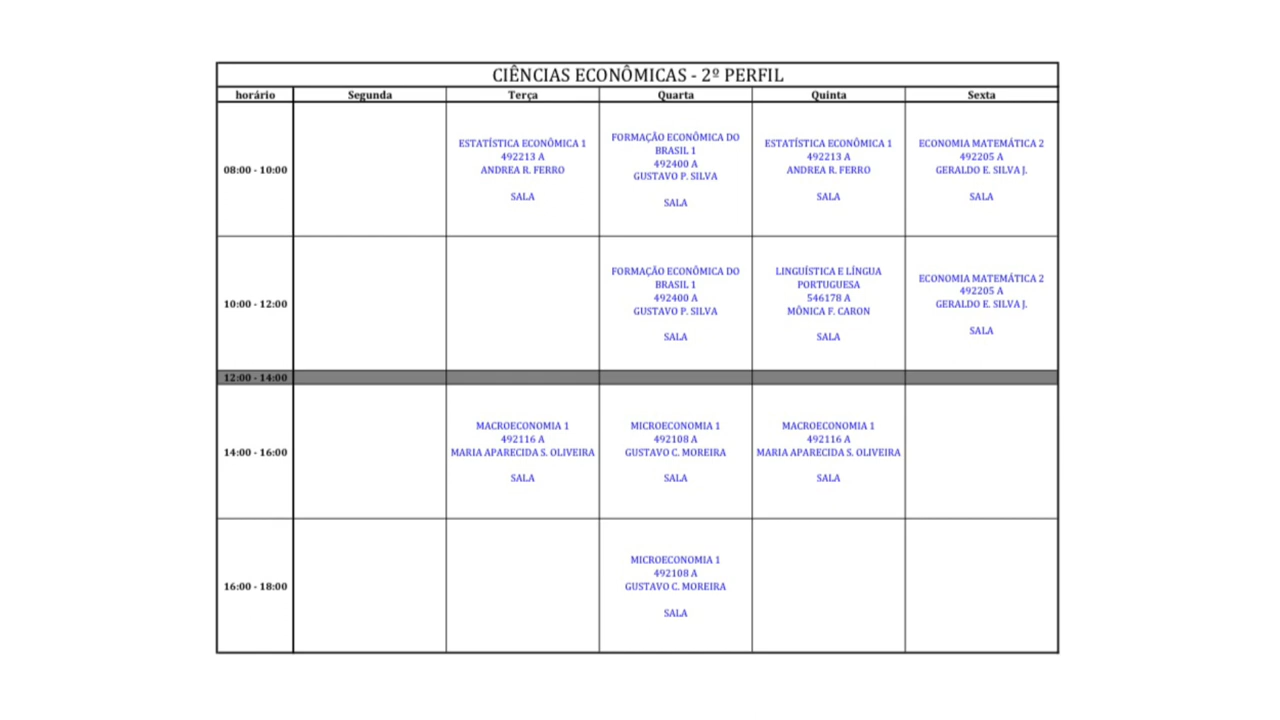 CIÊNCIAS ECONÔMICAS - 2º PERFIL
horário Segunda Terça Quarta Quinta Sexta
08:00 - 10:00
ESTATÍSTICA ECONÔMICA 1
492213 A
ANDREA R. FERRO
SALA
FORMAÇÃO ECONÔMICA DO
BRASIL 1
492400 A
GUSTAVO P. SILVA
SALA
ESTATÍSTICA ECONÔMICA 1
492213 A
ANDREA R. FERRO
SALA
ECONOMIA MATEMÁTICA 2
492205 A
GERALDO E. SILVA J.
SALA
10:00 - 12:00
FORMAÇÃO ECONÔMICA DO
BRASIL 1
492400 A
GUSTAVO P. SILVA
SALA
LINGUÍSTICA E LÍNGUA
PORTUGUESA
546178 A
MÔNICA F. CARON
SALA
ECONOMIA MATEMÁTICA 2
492205 A
GERALDO E. SILVA J.
SALA
12:00 - 14:00
14:00 - 16:00
MACROECONOMIA 1
492116 A
MARIA APARECIDA S. OLIVEIRA
SALA
MICROECONOMIA 1
492108 A
GUSTAVO C. MOREIRA
SALA
MACROECONOMIA 1
492116 A
MARIA APARECIDA S. OLIVEIRA
SALA
16:00 - 18:00
MICROECONOMIA 1
492108 A
GUSTAVO C. MOREIRA
SALA